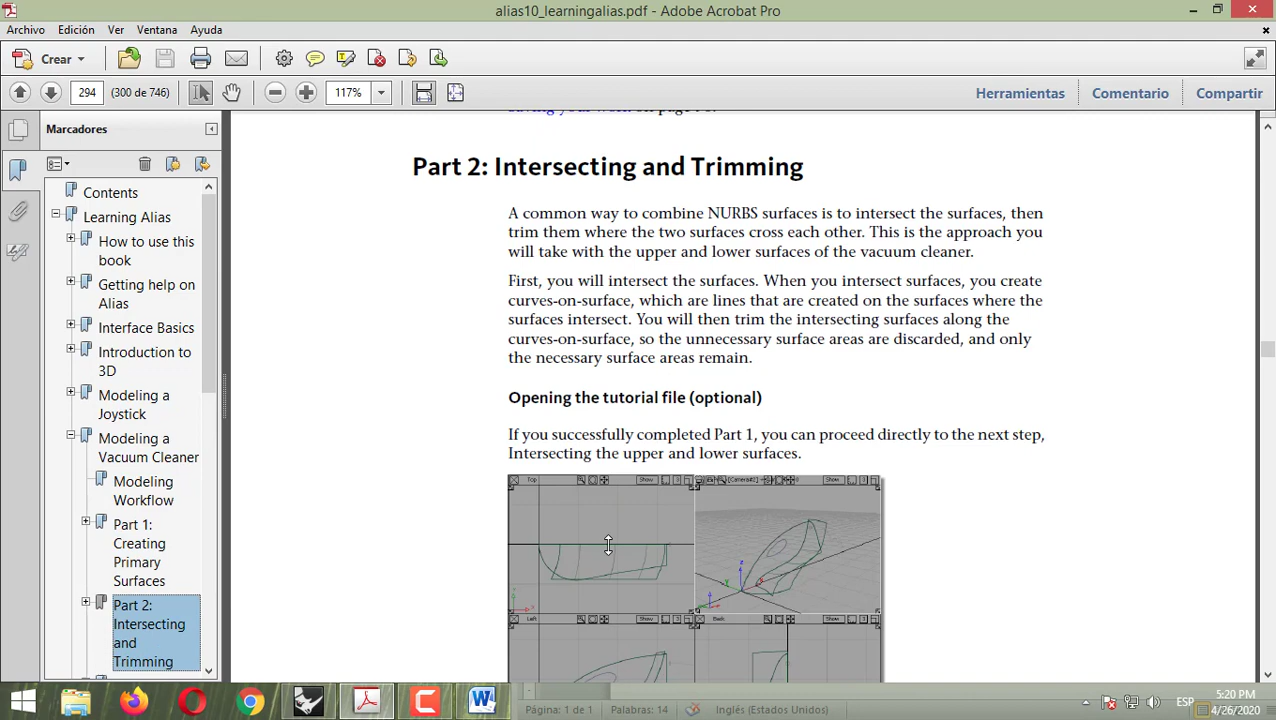 alias10_learningalias.pdf - Adobe Acrobat Pro
Archivo Edición Ver Ventana Ayuda
Crear
294 (300 de 746) 117% Herramientas Comentario Compartir
Marcadores
Contents
Learning Alias
How to use this
book
Getting help on
Alias
Interface Basics
Introduction to
3D
Modeling a
Joystick
Modeling a
Vacuum Cleaner
Modeling
Workflow
Part 1:
Creating
Primary
Surfaces
Part 2:
Intersecting
and
Trimming
Part 2: Intersecting and Trimming
A common way to combine NURBS surfaces is to intersect the surfaces, then
trim them where the two surfaces cross each other. This is the approach you
will take with the upper and lower surfaces of the vacuum cleaner.
First, you will intersect the surfaces. When you intersect surfaces, you create
curves-on-surface, which are lines that are created on the surfaces where the
surfaces intersect. You will then trim the intersecting surfaces along the
curves-on-surface, so the unnecessary surface areas are discarded, and only
the necessary surface areas remain.
Opening the tutorial file (optional)
If you successfully completed Part 1, you can proceed directly to the next step,
Intersecting the upper and lower surfaces.
Top Show [Camera#2] Show
Left Show Back Show
Página: 1 de 1 Palabras: 14 Inglés (Estados Unidos)
ESP
5:20 PM
4/26/2020